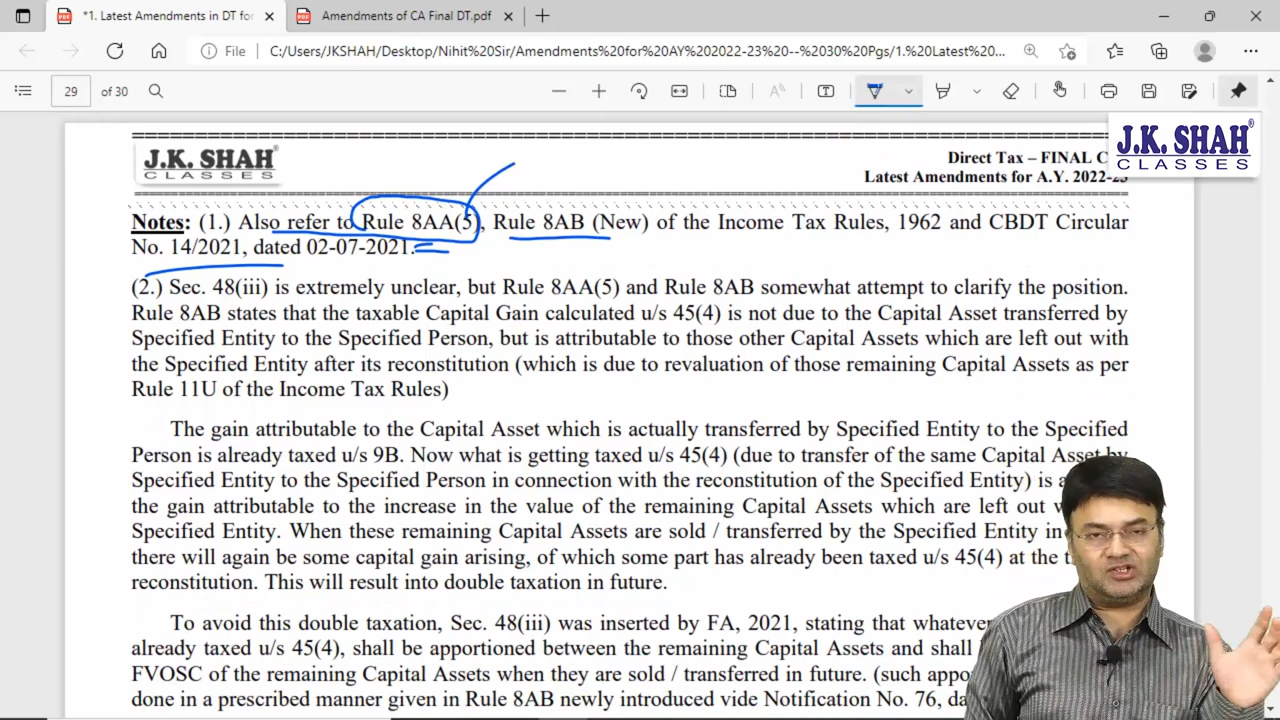 *1. Latest Amendments in DT for
Amendments of CA Final DT.pdf
File
C:/Users/JKSHAH/Desktop/Nihit%20Sir/Amendments%20for%20AY%202022-23%20--%2030%20Pgs/1.%20Latest%20...
29 of 30
J.K. SHAH®
CLASSES
J.K. SHAH®
CLASSES
Direct Tax – FINAL C
Latest Amendments for A.Y. 2022-23
Notes: (1.) Also refer to Rule 8AA(5), Rule 8AB (New) of the Income Tax Rules, 1962 and CBDT Circular
No. 14/2021, dated 02-07-2021.
(2.) Sec. 48(iii) is extremely unclear, but Rule 8AA(5) and Rule 8AB somewhat attempt to clarify the position.
Rule 8AB states that the taxable Capital Gain calculated u/s 45(4) is not due to the Capital Asset transferred by
Specified Entity to the Specified Person, but is attributable to those other Capital Assets which are left out with
the Specified Entity after its reconstitution (which is due to revaluation of those remaining Capital Assets as per
Rule 11U of the Income Tax Rules)
The gain attributable to the Capital Asset which is actually transferred by Specified Entity to the Specified
Person is already taxed u/s 9B. Now what is getting taxed u/s 45(4) (due to transfer of the same Capital Asset by
Specified Entity to the Specified Person in connection with the reconstitution of the Specified Entity) is
the gain attributable to the increase in the value of the remaining Capital Assets which are left out
Specified Entity. When these remaining Capital Assets are sold / transferred by the Specified Entity in
there will again be some capital gain arising, of which some part has already been taxed u/s 45(4) at the
reconstitution. This will result into double taxation in future.
To avoid this double taxation, Sec. 48(iii) was inserted by FA, 2021, stating that whatever
already taxed u/s 45(4), shall be apportioned between the remaining Capital Assets and shall
FVOSC of the remaining Capital Assets when they are sold / transferred in future. (such
done in a prescribed manner given in Rule 8AB newly introduced vide Notification No. 76,